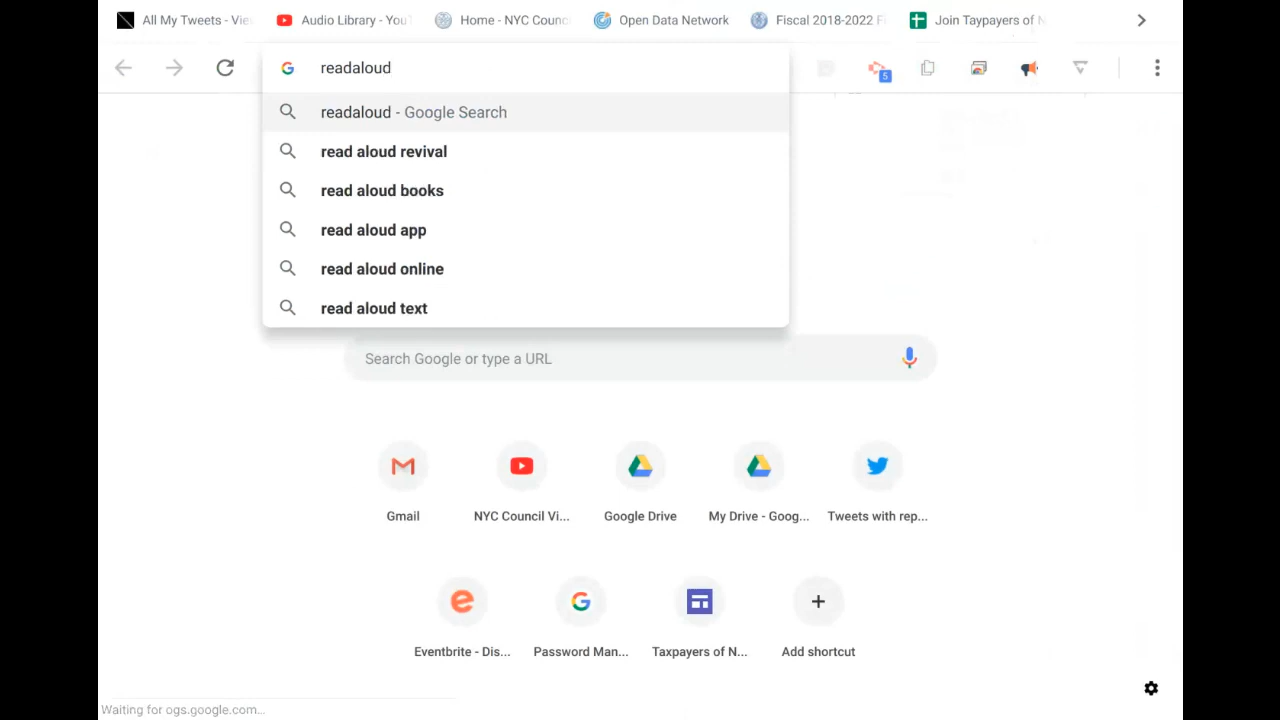 All My Tweets - Vie
Audio Library - You
Home - NYC Counc
Open Data Network
Fiscal 2018-2022 F
Join Taypayers of N
readaloud
5
readaloud - Google Search
read aloud revival
read aloud books
read aloud app
read aloud online
read aloud text
Search Google or type a URL
Gmail
NYC Council Vi...
Google Drive
My Drive - Goog...
Tweets with rep...
Eventbrite - Dis...
Password Man...
Taxpayers of N...
Add shortcut
Waiting for ogs.google.com...